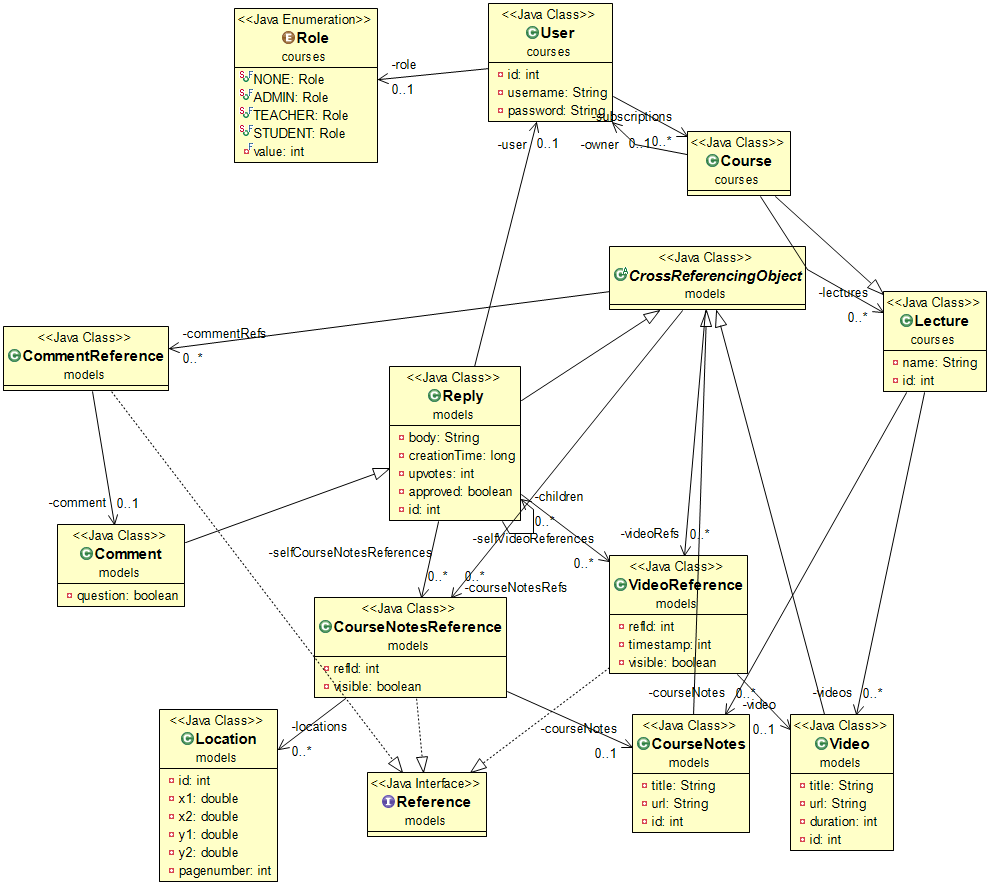 <<Java Enumeration>>
Role
courses
NONE: Role
ADMIN: Role
TEACHER: Role
STUDENT: Role
value: int
<<Java Class>>
User
courses
id: int
username: String
password: String
-role
0..1
-subscriptions
0..*
-user
0..1
-owner
0..1
<<Java Class>>
Course
courses
<<Java Class>>
CrossReferencingObject
models
-lectures
0..*
<<Java Class>>
Lecture
courses
name: String
id: int
-commentRefs
0..*
<<Java Class>>
CommentReference
models
<<Java Class>>
Reply
models
body: String
creationTime: long
upvotes: int
approved: boolean
id: int
-comment
0..1
-children
0..*
<<Java Class>>
Comment
models
question: boolean
-selfCourseNotesReferences
0..*
-selfVideoReferences
0..*
-videoRefs
0..*
-courseNotesRefs
0..*
<<Java Class>>
VideoReference
models
refId: int
timestamp: int
visible: boolean
<<Java Class>>
CourseNotesReference
models
refId: int
visible: boolean
-courseNotes
0..*
-video
0..1
-videos
0..*
-locations
0..*
-courseNotes
0..1
<<Java Class>>
Location
models
id: int
x1: double
x2: double
y1: double
y2: double
pagenumber: int
<<Java Interface>>
Reference
models
<<Java Class>>
CourseNotes
models
title: String
url: String
id: int
<<Java Class>>
Video
models
title: String
url: String
duration: int
id: int